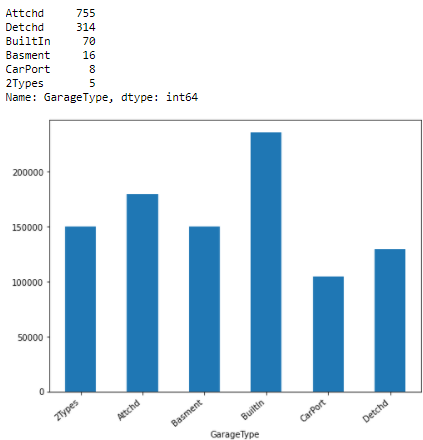 Attchd 755
Detchd 314
BuiltIn 70
Basment 16
CarPort 8
2Types 5
Name: GarageType, dtype: int64
200000
150000
100000
50000
0
2Types
Attchd
Basment
BuiltIn
CarPort
Detchd
GarageType